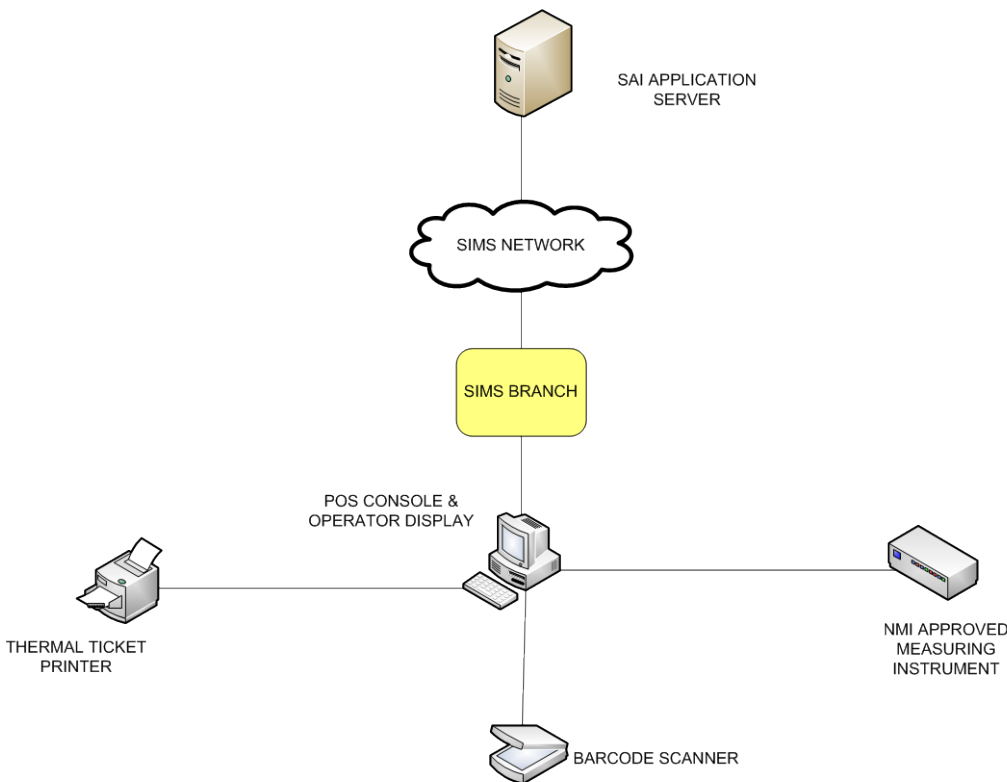 SAI APPLICATION
SERVER
SIMS NETWORK
SIMS BRANCH
POS CONSOLE &
OPERATOR DISPLAY
THERMAL TICKET
PRINTER
NMI APPROVED
MEASURING
INSTRUMENT
BARCODE SCANNER